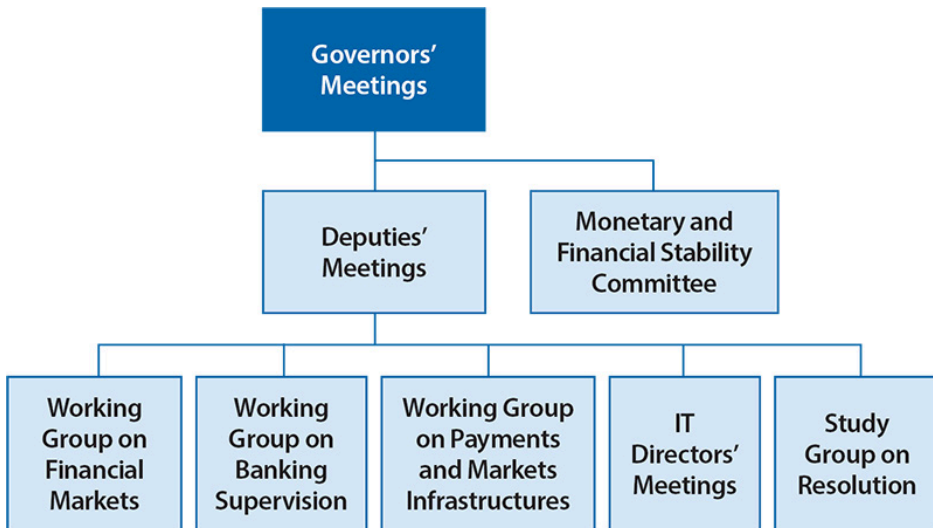 Governors’
Meetings
Deputies’
Meetings
Monetary and
Financial Stability
Committee
Working
Group on
Financial
Markets
Working
Group on
Banking
Supervision
Working Group
on Payments
and Markets
Infrastructures
IT
Directors’
Meetings
Study
Group on
Resolution